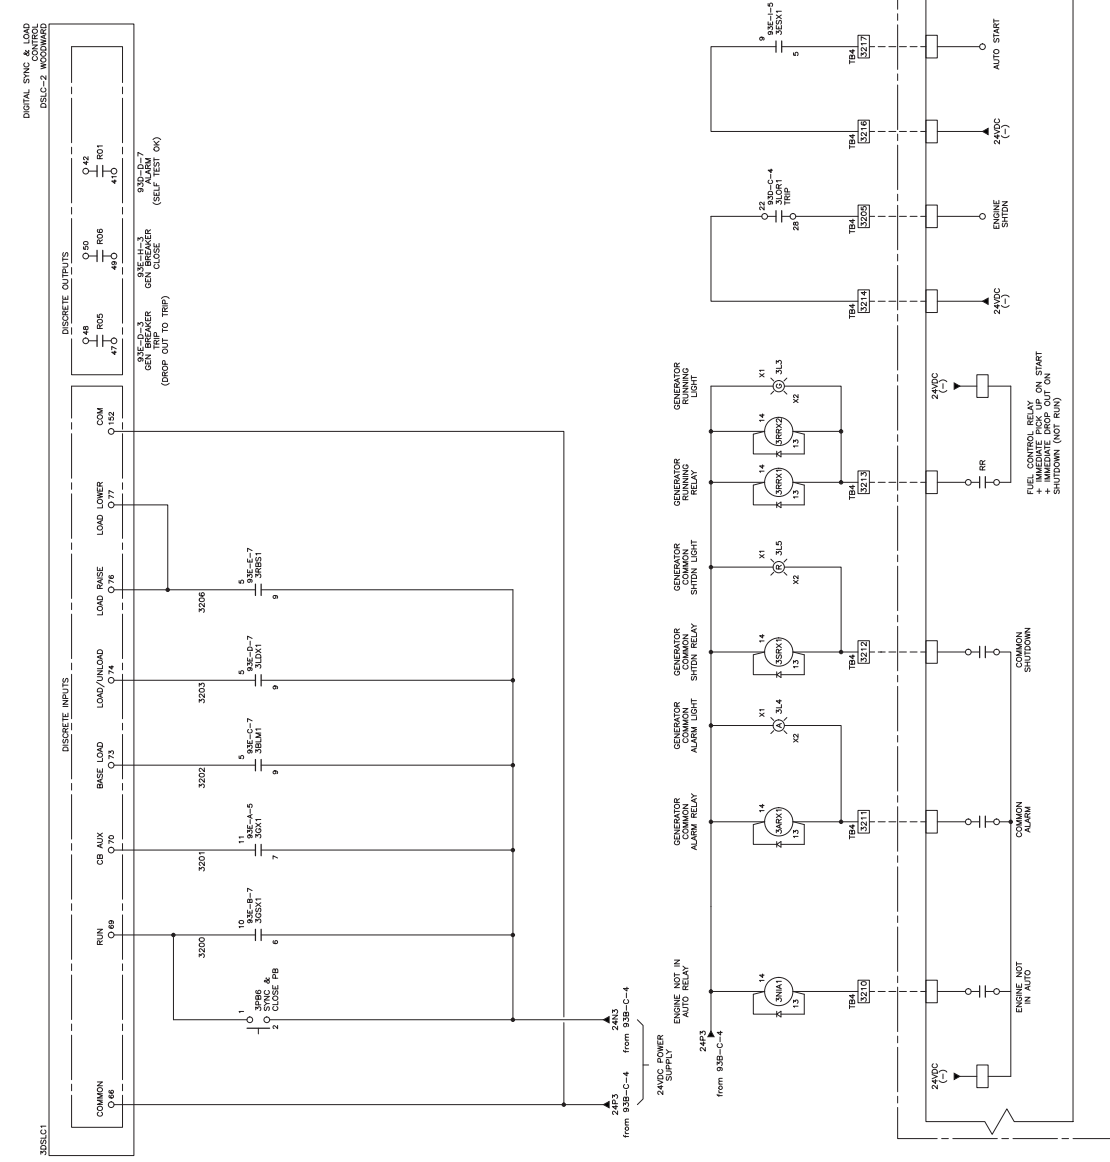 DIGITAL SYNC & LOAD
CONTROL
DSLC-2 WOODWARD
3DSLC1
DISCRETE INPUTS
COMMON
66
RUN
69
CB AUX
70
BASE LOAD
73
LOAD/UNLOAD
74
LOAD RAISE
76
LOAD LOWER
77
COM
152
DISCRETE OUTPUTS
48
R05
47
93E-D-3
GEN BREAKER
TRIP
(DROP OUT TO TRIP)
50
R06
49
93E-H-3
GEN BREAKER
CLOSE
42
R01
41
93D-D-7
ALARM
(SELF TEST OK)
1
3PB6
SYNC &
CLOSE PB
2
3200
10
93E-B-7
3GSX1
6
3201
11
93E-A-5
3GX1
7
3202
5
93E-C-7
3BLM1
9
3203
5
93E-D-7
3LDX1
9
3206
5
93E-E-7
3RBS1
9
24P3
from 93B-C-4
24N3
from 93B-C-4
24VDC POWER
SUPPLY
24P3
from 93B-C-4
ENGINE NOT IN
AUTO RELAY
14
3NIA1
13
TB4
3210
GENERATOR
COMMON
ALARM RELAY
14
3ARX1
13
TB4
3211
GENERATOR
COMMON
ALARM LIGHT
X1
A
3L4
X2
GENERATOR
COMMON
SHTDN RELAY
14
3SRX1
13
TB4
3212
GENERATOR
COMMON
SHTDN LIGHT
X1
R
3L5
X2
GENERATOR
RUNNING
RELAY
14
3RRX1
13
TB4
3213
14
3RRX2
13
GENERATOR
RUNNING
LIGHT
X1
G
3L3
X2
TB4
3214
22
93D-C-4
3LOR1
TRIP
28
TB4
3205
TB4
3216
9
93E-I-5
3ESX1
5
TB4
3217
24VDC
(-)
ENGINE NOT
IN AUTO
COMMON
ALARM
COMMON
SHUTDOWN
RR
24VDC
(-)
FUEL CONTROL RELAY
+ IMMEDIATE PICK UP ON START
+ IMMEDIATE DROP OUT ON
SHUTDOWN (NOT RUN)
24VDC
(-)
ENGINE
SHTDN
24VDC
(-)
AUTO START